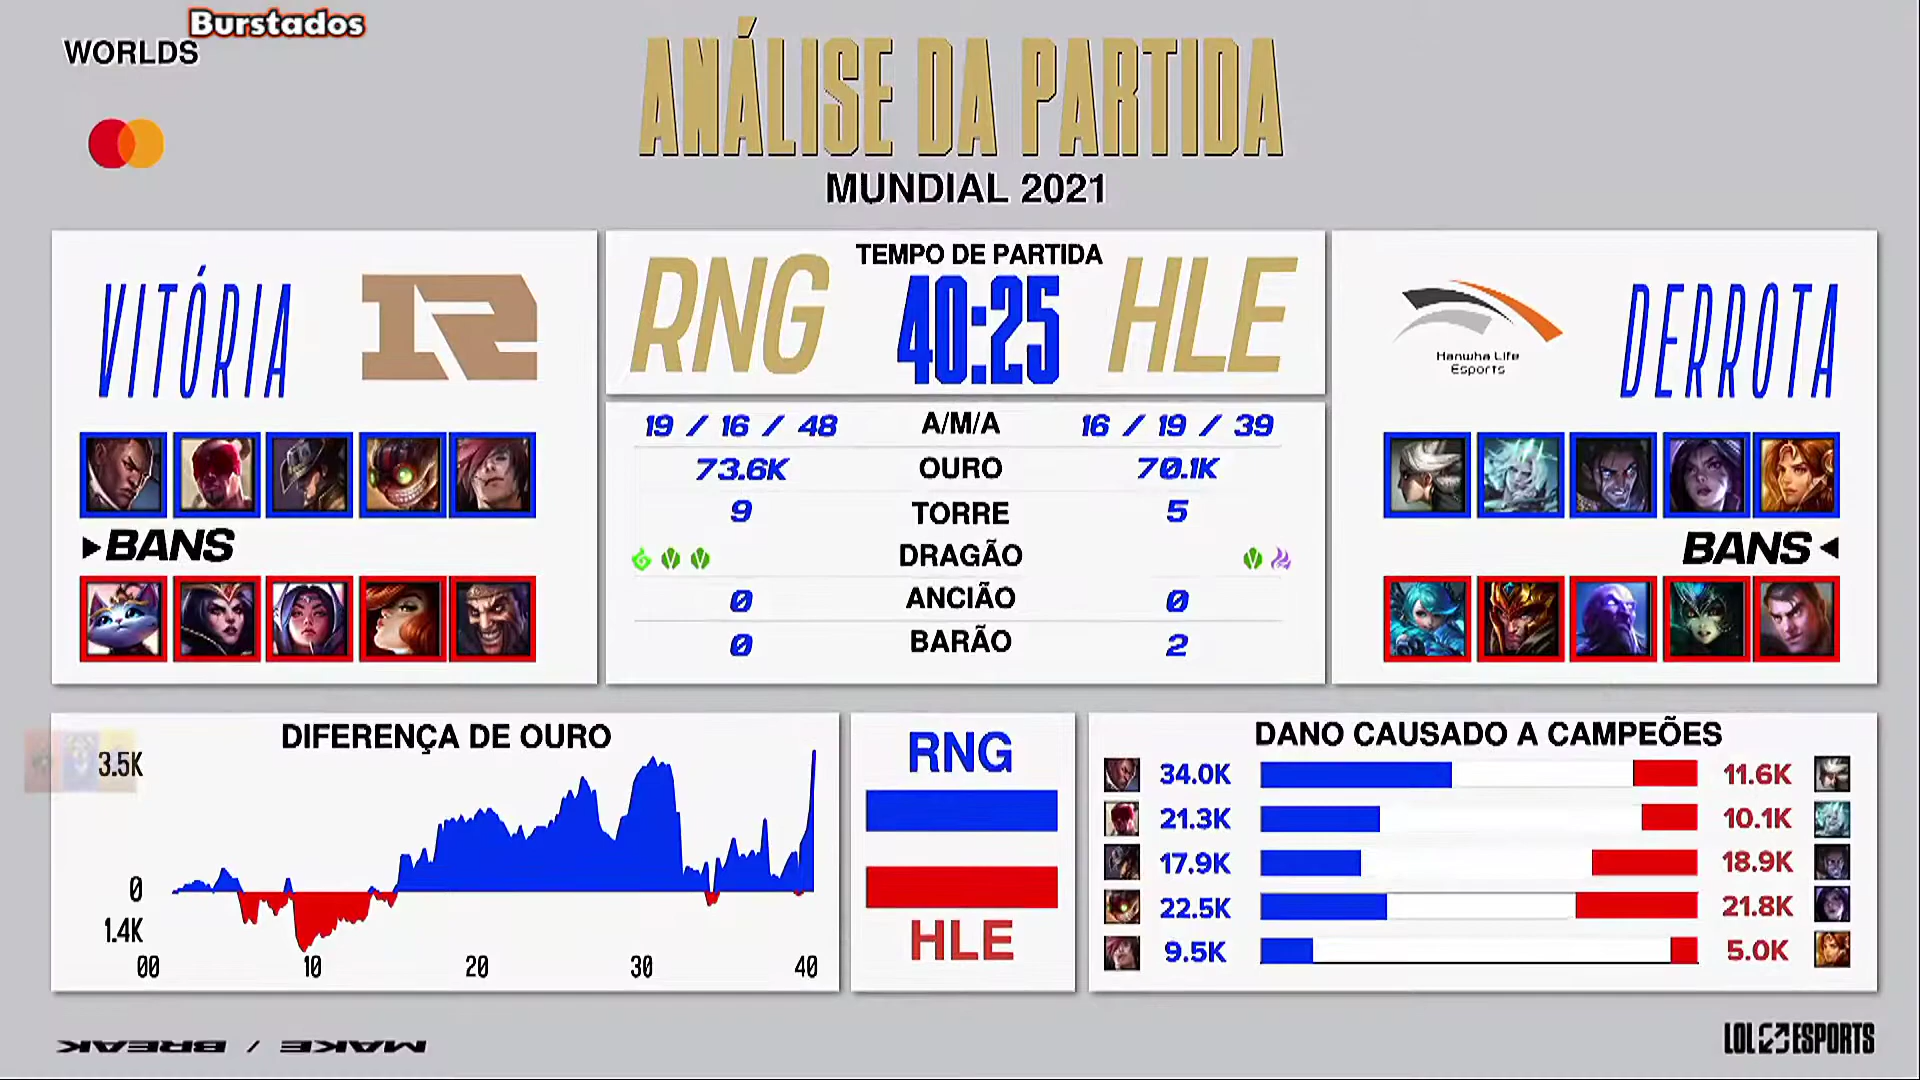 Burstados
WORLDS
ANÁLISE DA PARTIDA
MUNDIAL 2021
VITÓRIA
BANS
RNG
TEMPO DE PARTIDA
40:25
HLE
19 / 16 / 48 A/M/A 16 / 19 / 39
73.6K OURO 70.1K
9 TORRE 5
DRAGÃO
0 ANCIÃO 0
0 BARÃO 2
Hanwha Life
Esports
DERROTA
BANS
DIFERENÇA DE OURO
3.5K
0
1.4K
00 10 20 30 40
RNG
HLE
DANO CAUSADO A CAMPEÕES
34.0K 11.6K
21.3K 10.1K
17.9K 18.9K
22.5K 21.8K
9.5K 5.0K
MAKE / BREAK
LOL ESPORTS